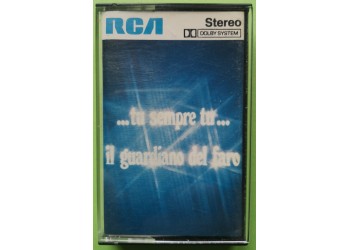 RCA
Stereo
DOLBY SYSTEM
...tu sempre tu...
il guardiano del faro